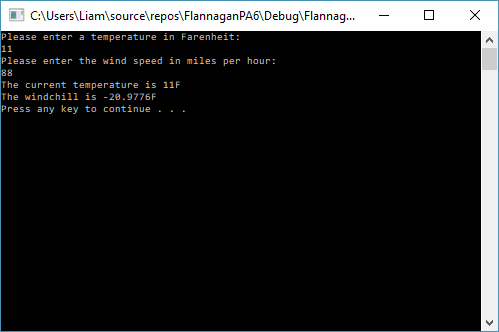 C:\Users\Liam\source\repos\FlannaganPA6\Debug\Flannag...
Please enter a temperature in Farenheit:
11
Please enter the wind speed in miles per hour:
88
The current temperature is 11F
The windchill is -20.9776F
Press any key to continue . . .